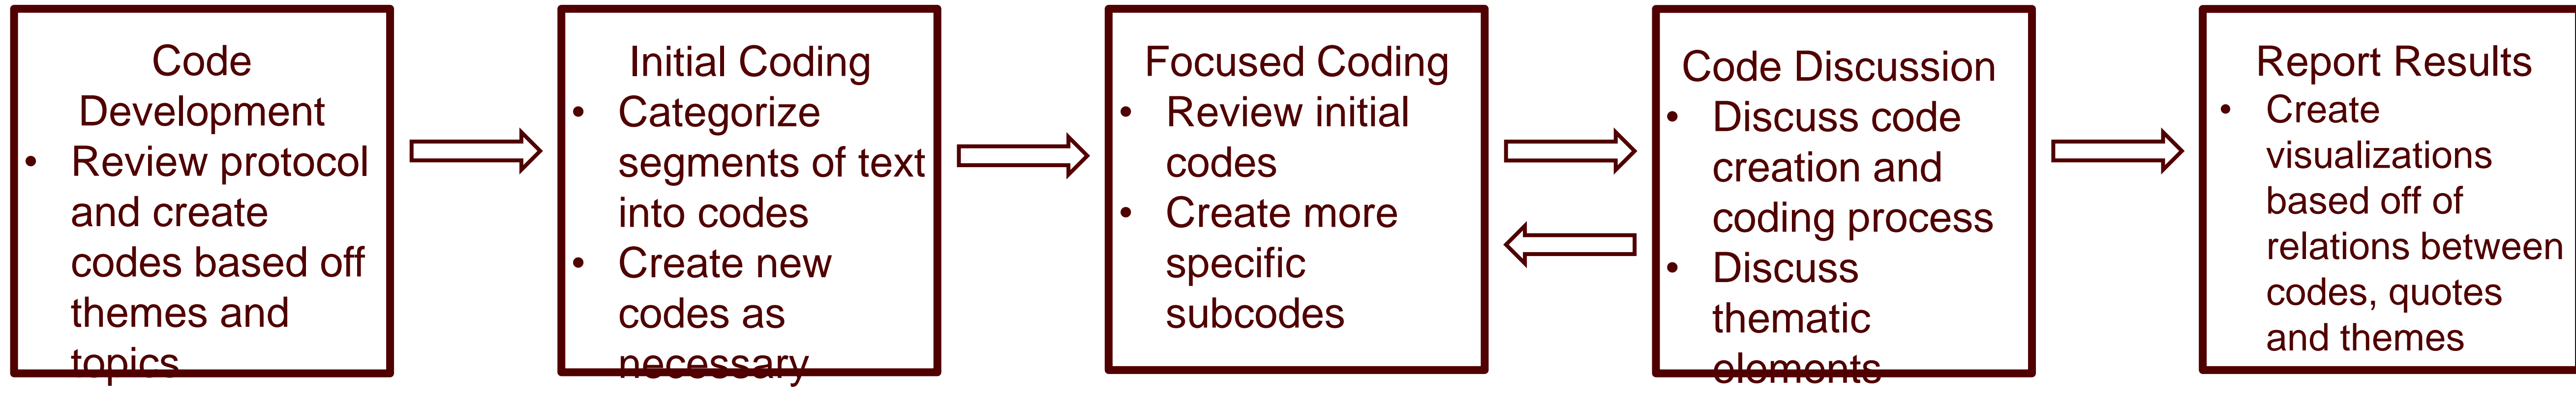 Code
Development
• Review protocol
and create
codes based off
themes and
topics
Initial Coding
• Categorize
segments of text
into codes
• Create new
codes as
necessary
Focused Coding
• Review initial
codes
• Create more
specific
subcodes
Code Discussion
• Discuss code
creation and
coding process
• Discuss
thematic
elements
Report Results
• Create
visualizations
based off of
relations between
codes, quotes
and themes